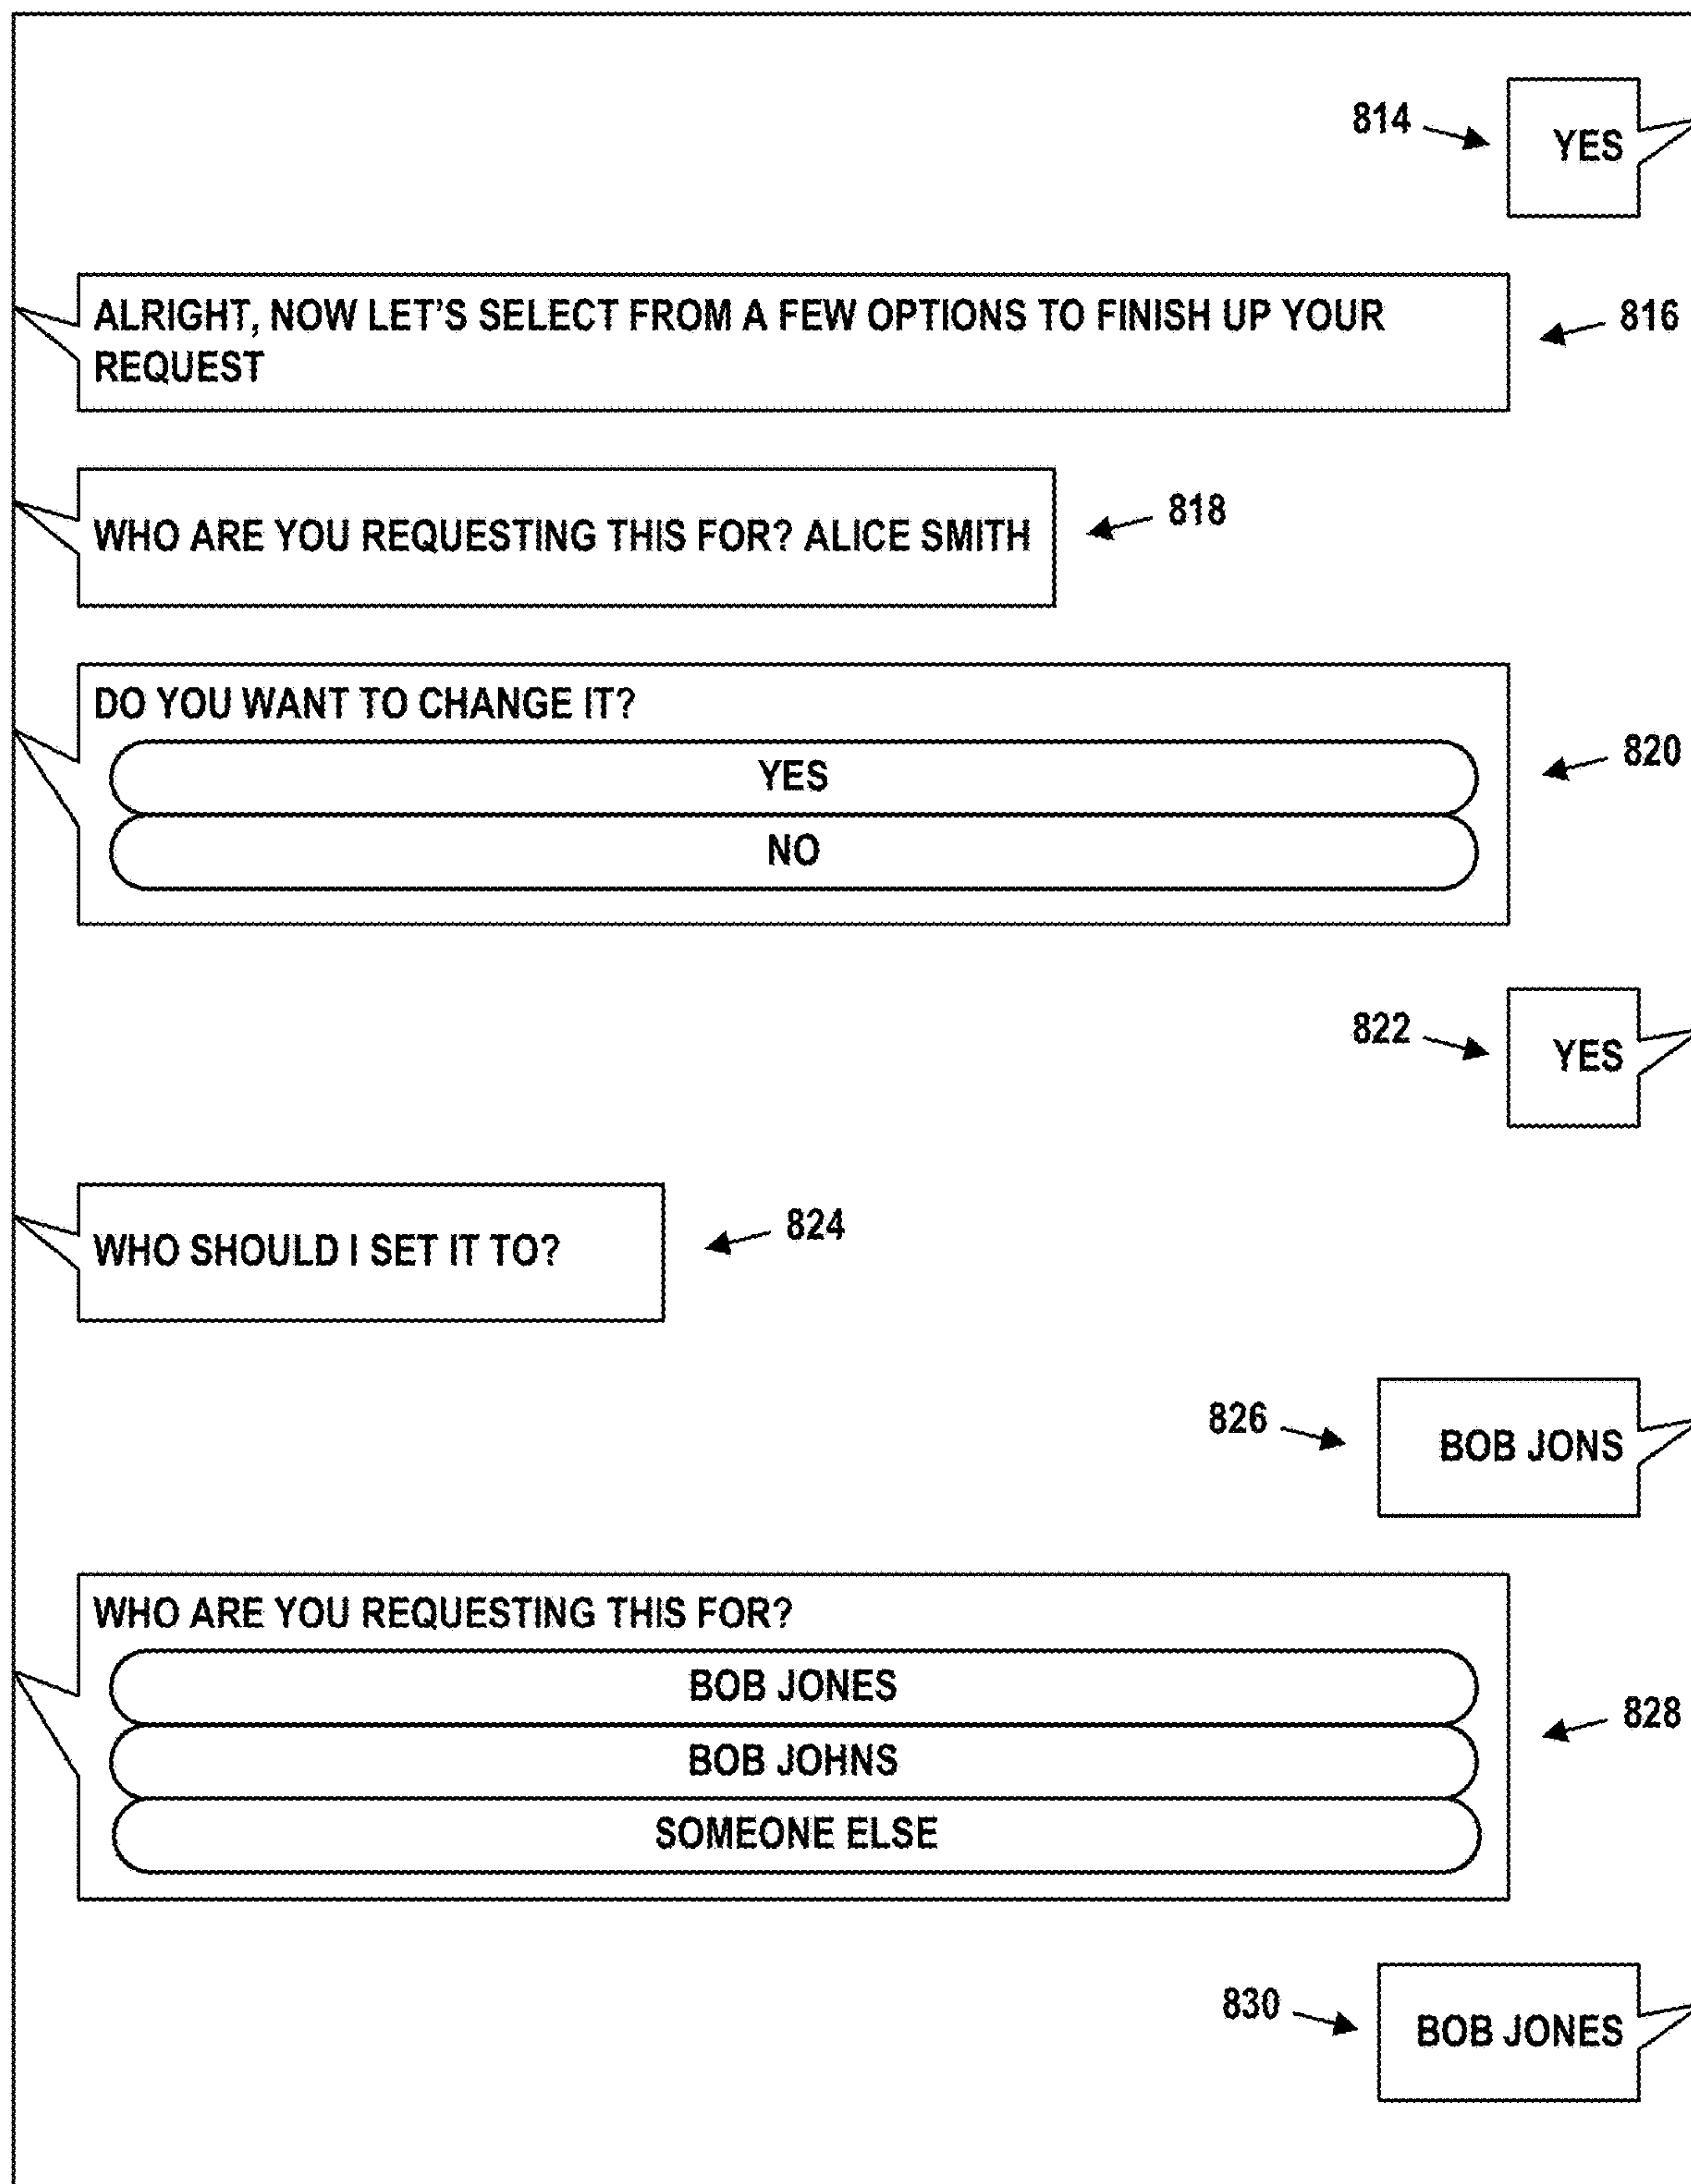 814
YES
ALRIGHT, NOW LET'S SELECT FROM A FEW OPTIONS TO FINISH UP YOUR
REQUEST
816
WHO ARE YOU REQUESTING THIS FOR? ALICE SMITH
818
DO YOU WANT TO CHANGE IT?
YES
NO
820
822
YES
WHO SHOULD I SET IT TO?
824
826
BOB JONS
WHO ARE YOU REQUESTING THIS FOR?
BOB JONES
BOB JOHNS
SOMEONE ELSE
828
830
BOB JONES